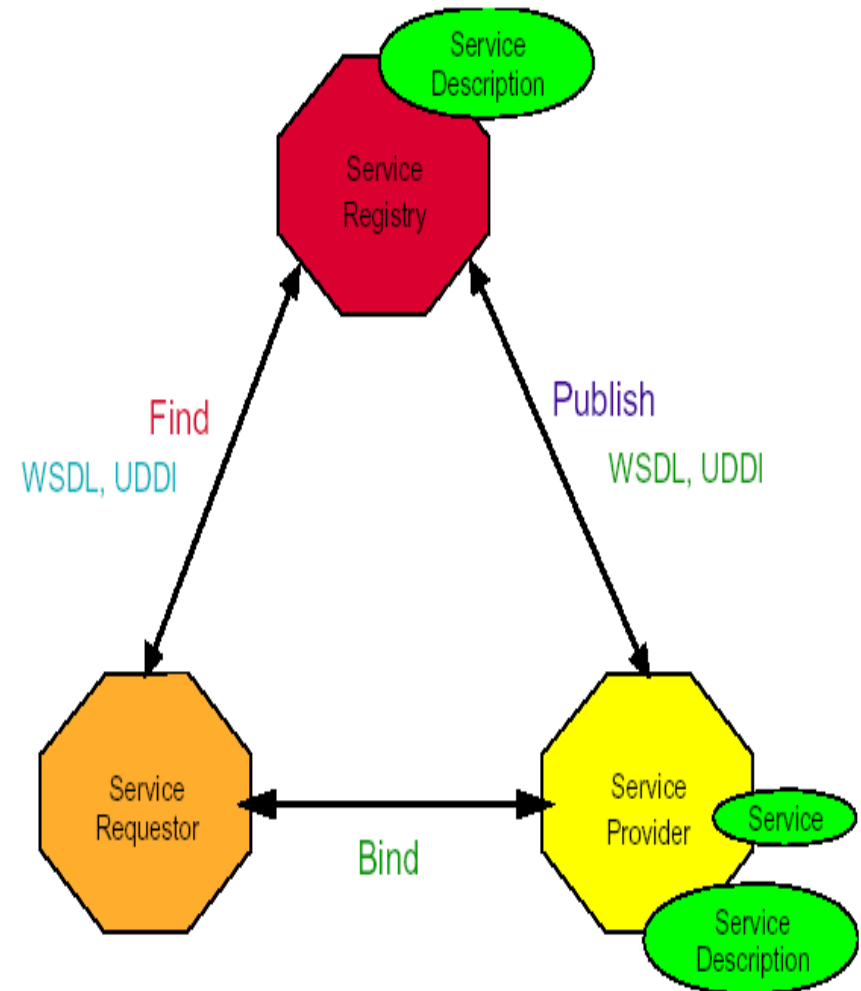 Service
Description
Service
Registry
Find
Publish
WSDL, UDDI
WSDL, UDDI
Service
Requestor
Service
Provider
Service
Bind
Service
Description